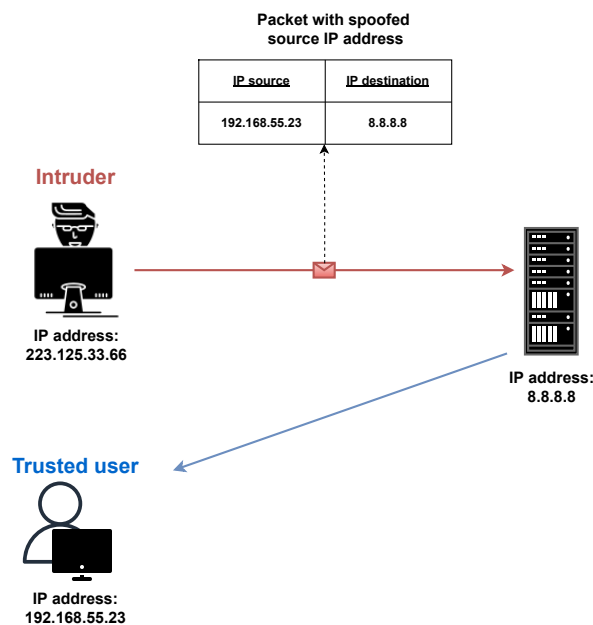 Packet with spoofed
source IP address
IP source
IP destination
192.168.55.23
8.8.8.8
Intruder
IP address:
223.125.33.66
IP address:
8.8.8.8
Trusted user
IP address:
192.168.55.23